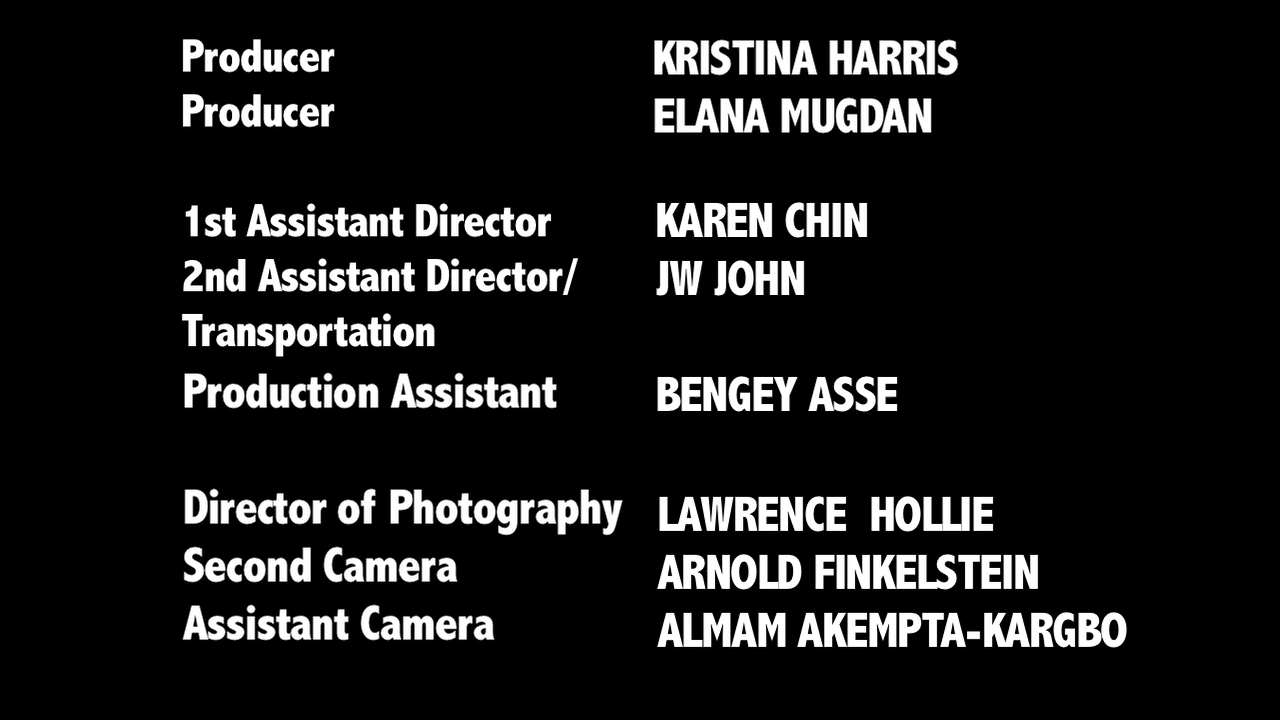 Producer KRISTINA HARRIS
Producer ELANA MUGDAN
1st Assistant Director KAREN CHIN
2nd Assistant Director/ JW JOHN
Transportation
Production Assistant BENGEY ASSE
Director of Photography LAWRENCE HOLLIE
Second Camera ARNOLD FINKELSTEIN
Assistant Camera ALMAM AKEMPTA-KARGBO